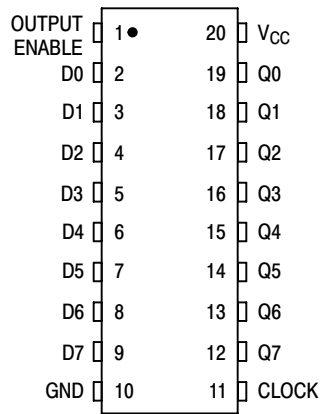 OUTPUT
ENABLE 1 20 VCC
D0 2 19 Q0
D1 3 18 Q1
D2 4 17 Q2
D3 5 16 Q3
D4 6 15 Q4
D5 7 14 Q5
D6 8 13 Q6
D7 9 12 Q7
GND 10 11 CLOCK